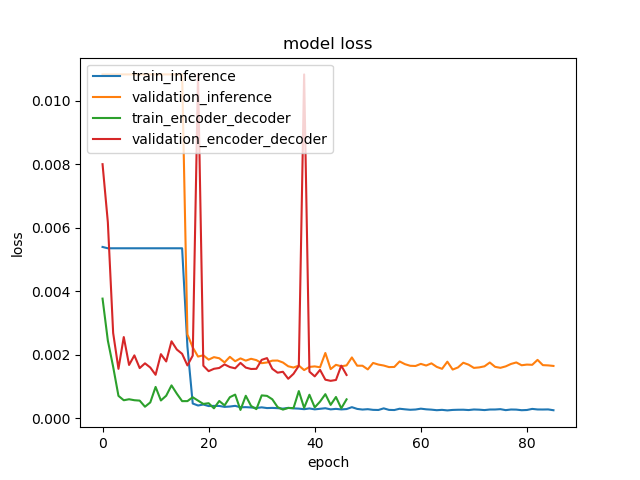 model loss
train_inference
validation_inference
train_encoder_decoder
validation_encoder_decoder
0.010
0.008
0.006
0.004
0.002
0.000
loss
0 20 40 60 80
epoch